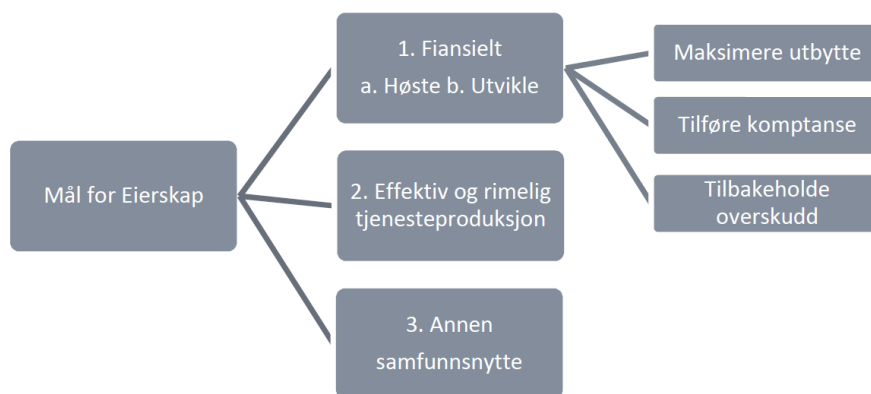 Mål for Eierskap
1. Fiansielt
a. Høste b. Utvikle
2. Effektiv og rimelig
tjenesteproduksjon
3. Annen
samfunnsnytte
Maksimere utbytte
Tilføre komptanse
Tilbakeholde
overskudd